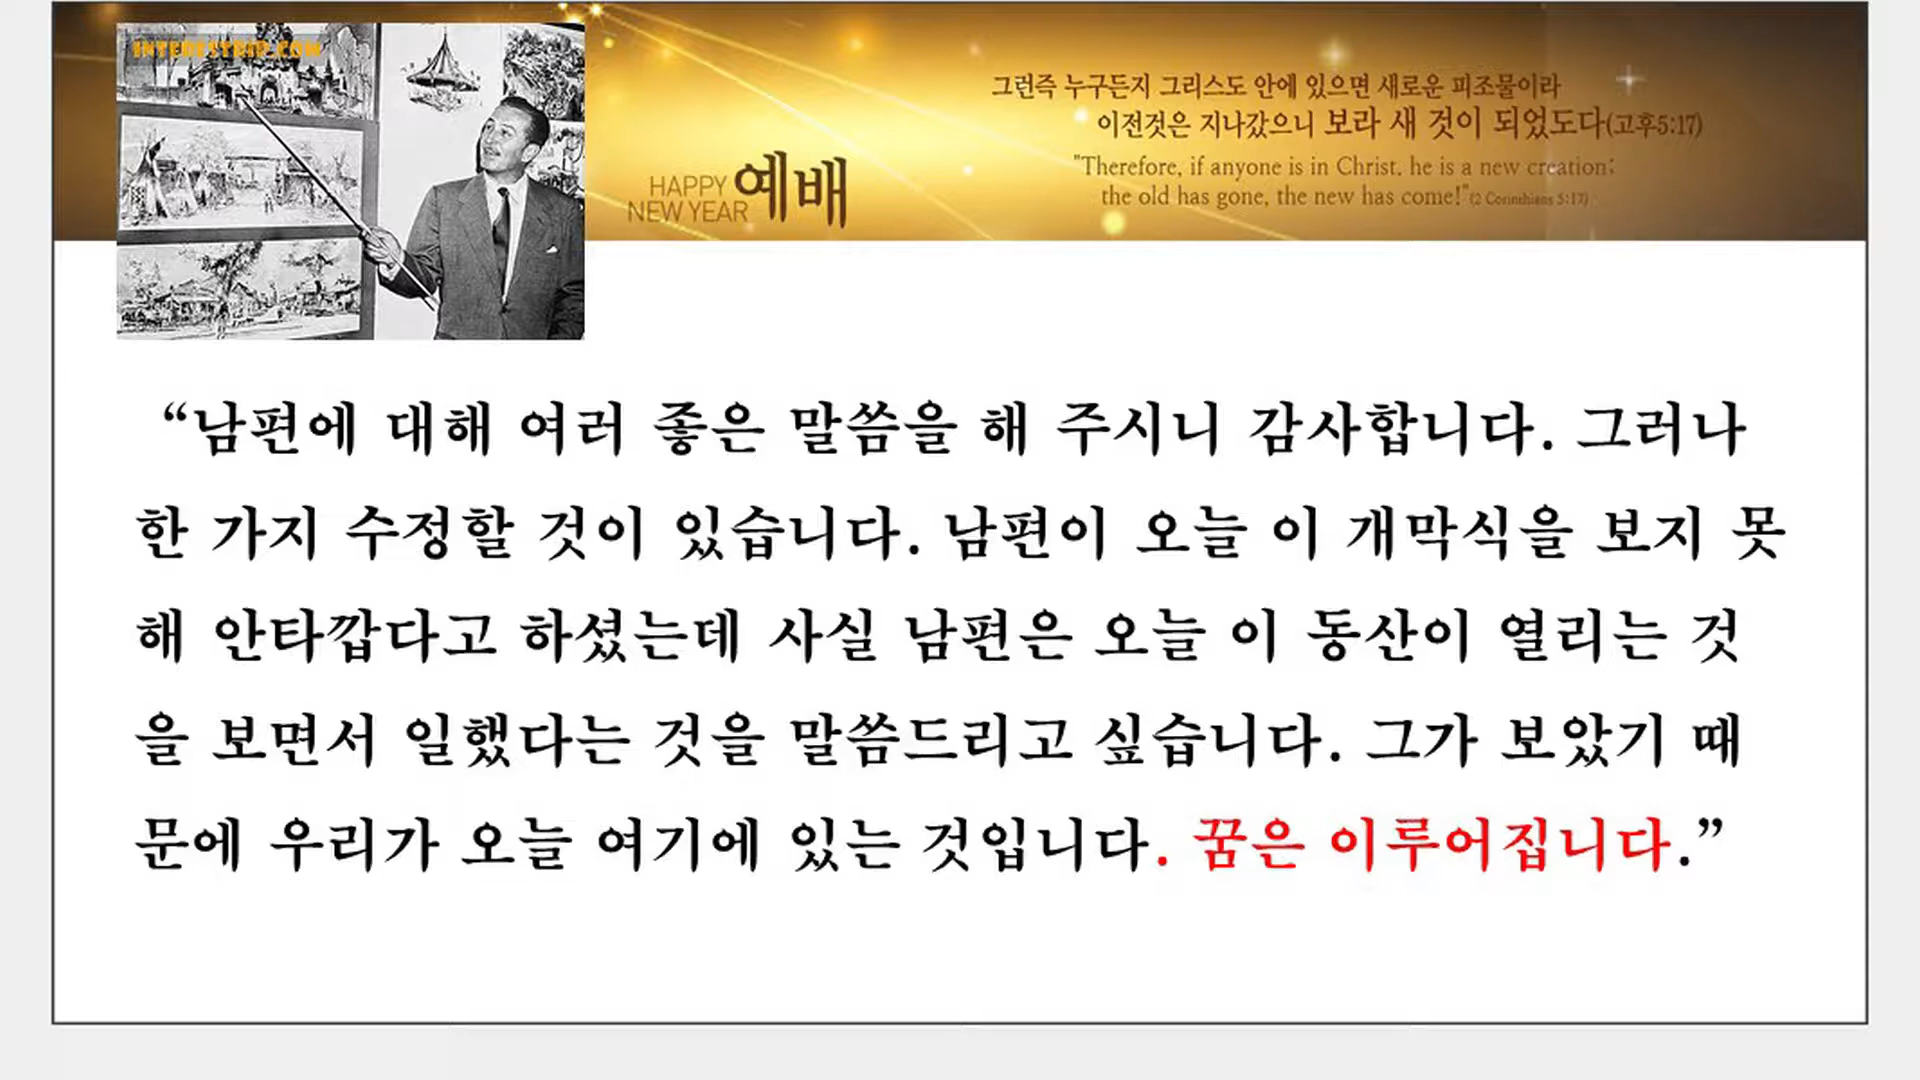 INTERESTRIP.COM
그런즉 누구든지 그리스도 안에 있으면 새로운 피조물이라
이전것은 지나갔으니 보라 새 것이 되었도다(고후5:17)
"Therefore, if anyone is in Christ, he is a new creation;
the old has gone, the new has come!"(2 Corinthians 5:17)
HAPPY
NEW YEAR
예배
“남편에 대해 여러 좋은 말씀을 해 주시니 감사합니다. 그러나
한 가지 수정할 것이 있습니다. 남편이 오늘 이 개막식을 보지 못
해 안타깝다고 하셨는데 사실 남편은 오늘 이 동산이 열리는 것
을 보면서 일했다는 것을 말씀드리고 싶습니다. 그가 보았기 때
문에 우리가 오늘 여기에 있는 것입니다. 꿈은 이루어집니다.”